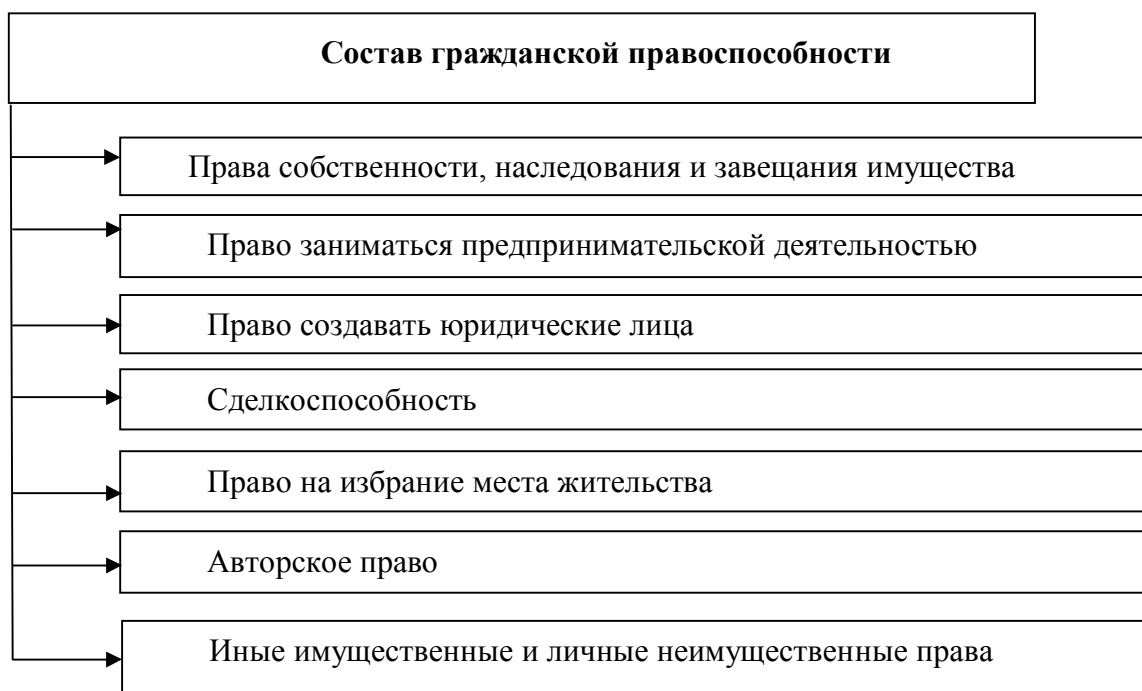 Состав гражданской правоспособности
Права собственности, наследования и завещания имущества
Право заниматься предпринимательской деятельностью
Право создавать юридические лица
Сделкоспособность
Право на избрание места жительства
Авторское право
Иные имущественные и личные неимущественные права